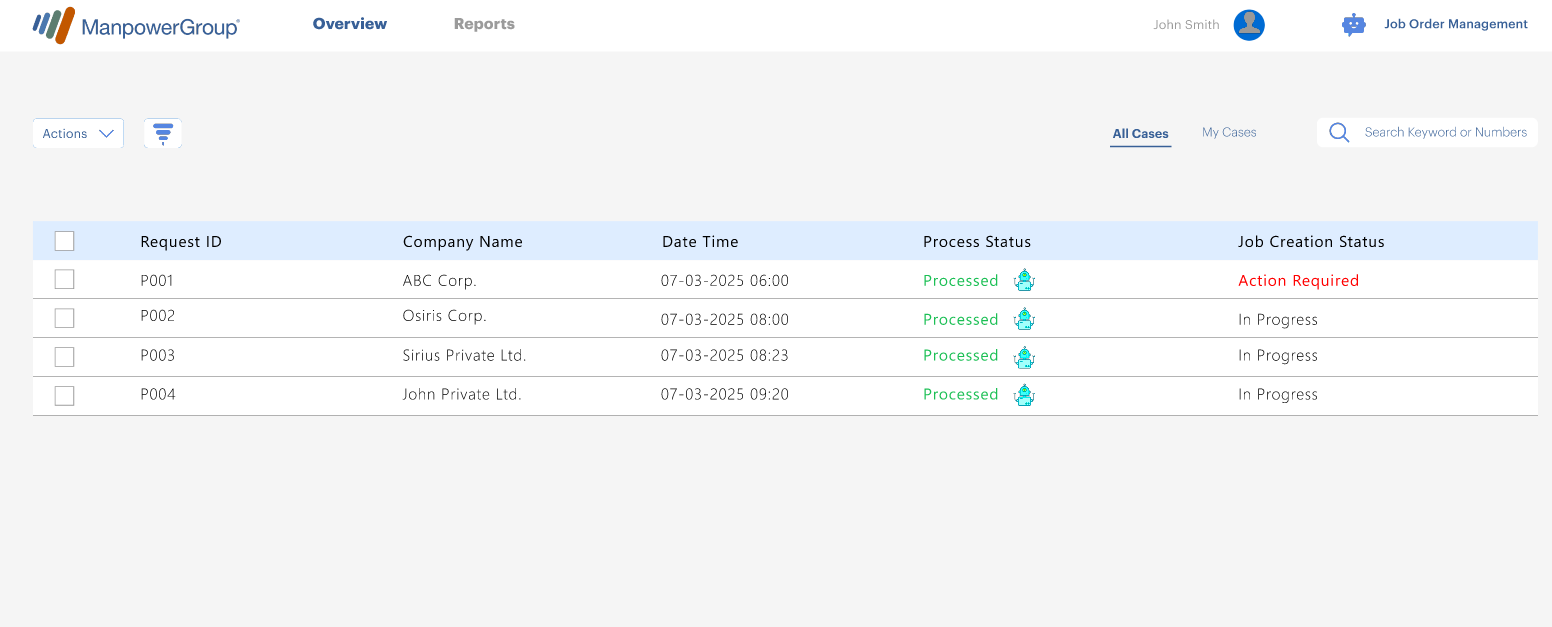 ManpowerGroup® Overview Reports John Smith Job Order Management
Actions All Cases My Cases Search Keyword or Numbers
Request ID Company Name Date Time Process Status Job Creation Status
P001 ABC Corp. 07-03-2025 06:00 Processed Action Required
P002 Osiris Corp. 07-03-2025 08:00 Processed In Progress
P003 Sirius Private Ltd. 07-03-2025 08:23 Processed In Progress
P004 John Private Ltd. 07-03-2025 09:20 Processed In Progress